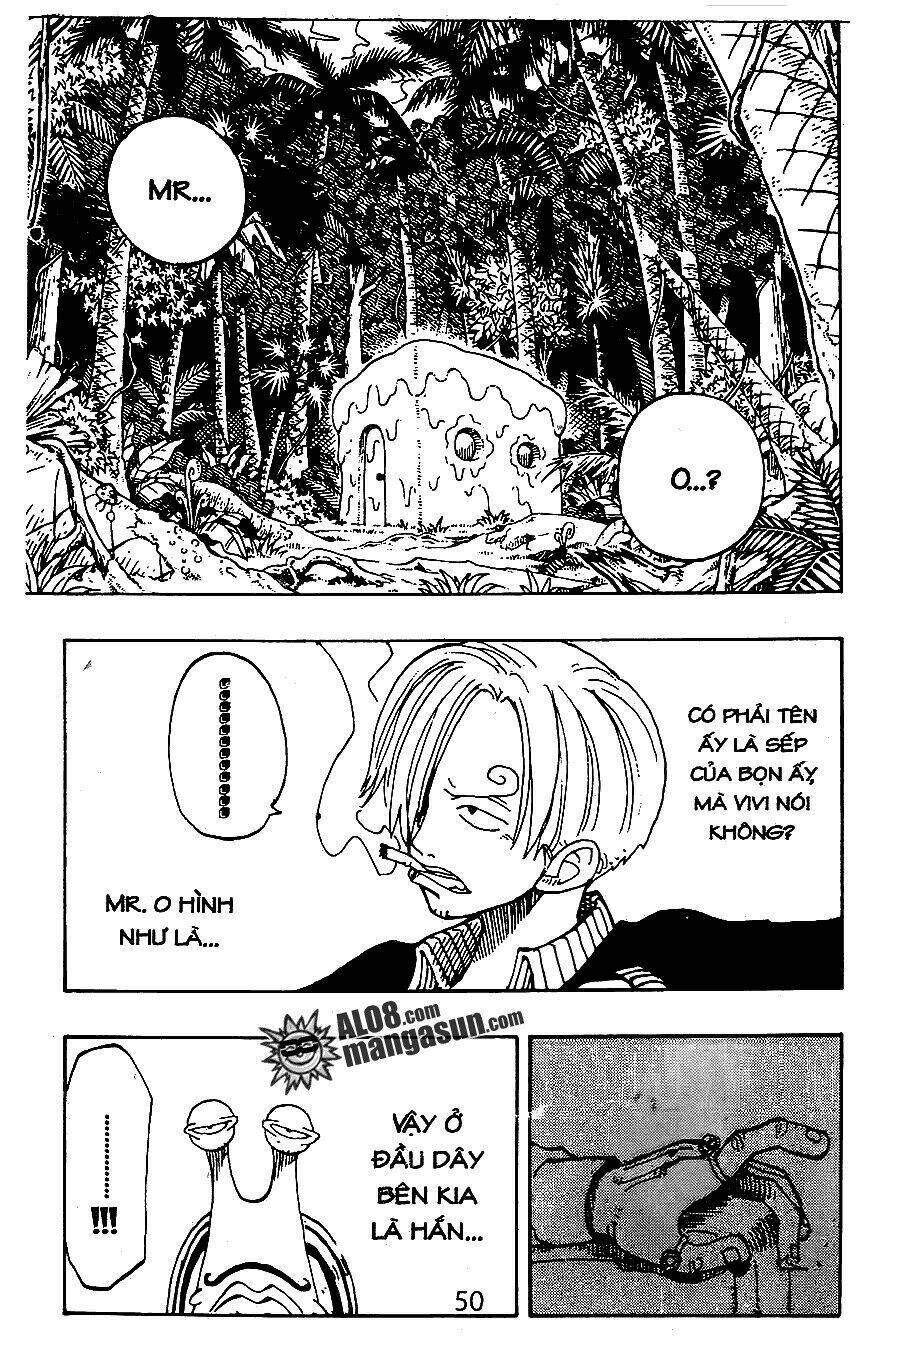 MR...
O...?
CÓ PHẢI TÊN
ẤY LÀ SẾP
CỦA BỌN ẤY,
MÀ VIVI NÓI
KHÔNG?
MR. O HÌNH
NHƯ LÀ...
AL08.com
mangasun.com
VẬY Ở
ĐẦU DÂY
BÊN KIA
LÀ HẮN...
..............!!!
50